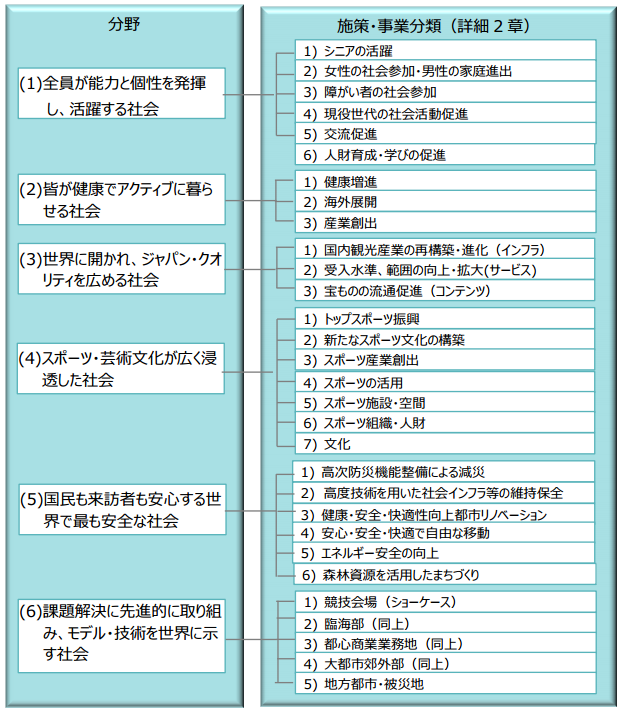 分野
施策・事業分類（詳細２章）
(1)全員が能力と個性を発揮
し、活躍する社会
1) シニアの活躍
2) 女性の社会参加・男性の家庭進出
3) 障がい者の社会参加
4) 現役世代の社会活動促進
5) 交流促進
6) 人財育成・学びの促進
(2)皆が健康でアクティブに暮ら
せる社会
1) 健康増進
2) 海外展開
3) 産業創出
(3)世界に開かれ、ジャパン・クオ
リティを広める社会
1) 国内観光産業の再構築・進化（インフラ）
2) 受入水準、範囲の向上・拡大(サービス)
3) 宝ものの流通促進（コンテンツ）
(4)スポーツ・芸術文化が広く浸
透した社会
1) トップスポーツ振興
2) 新たなスポーツ文化の構築
3) スポーツ産業創出
4) スポーツの活用
5) スポーツ施設・空間
6) スポーツ組織・人財
7) 文化
(5)国民も来訪者も安心する世
界で最も安全な社会
1) 高次防災機能整備による減災
2) 高度技術を用いた社会インフラ等の維持保全
3) 健康・安全・快適性向上都市リノベーション
4) 安心・安全・快適で自由な移動
5) エネルギー安全の向上
6) 森林資源を活用したまちづくり
(6)課題解決に先進的に取り組
み、モデル・技術を世界に示
す社会
1) 競技会場（ショーケース）
2) 臨海部（同上）
3) 都心商業業務地（同上）
4) 大都市郊外部（同上）
5) 地方都市・被災地